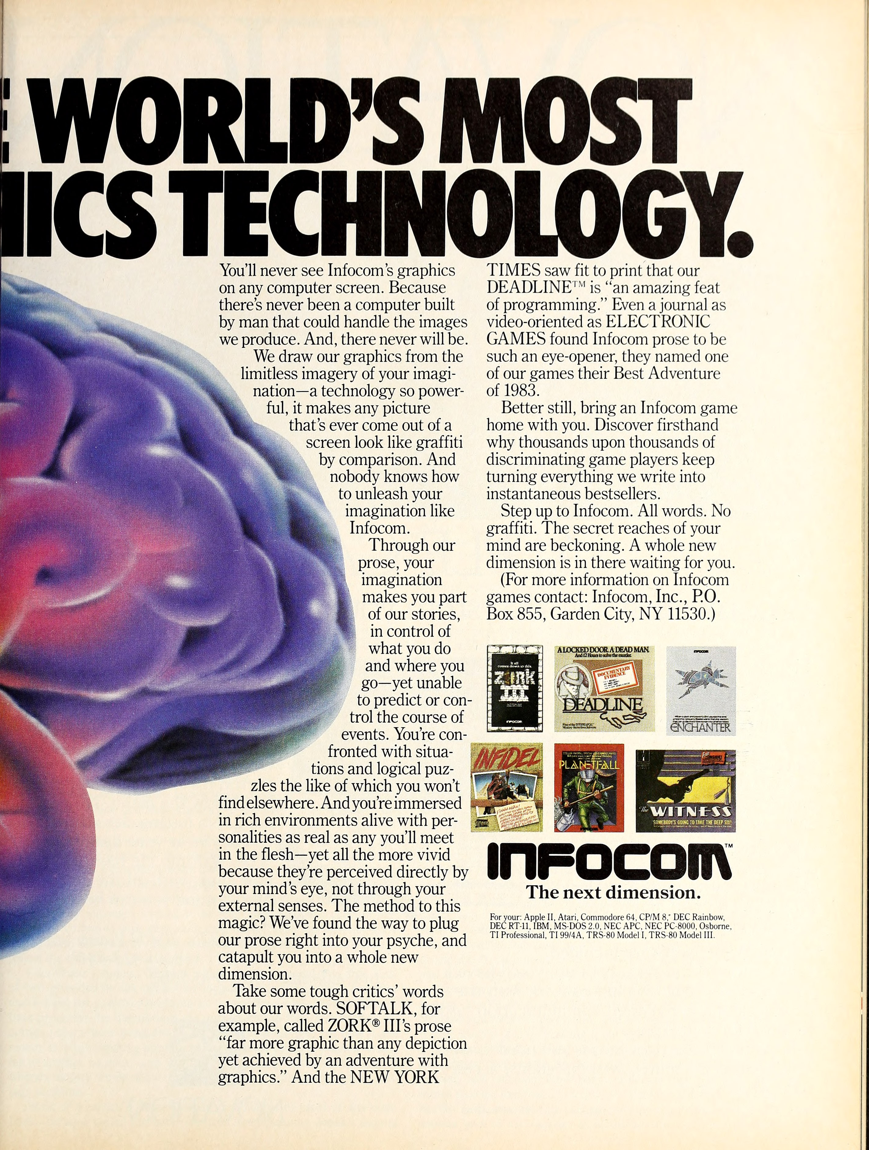 WORLD'S MOST
ICS TECHNOLOGY.
You'll never see Infocom's graphics
on any computer screen. Because
there's never been a computer built
by man that could handle the images
we produce. And, there never will be.
We draw our graphics from the
limitless imagery of your imagi-
nation—a technology so power-
ful, it makes any picture
that's ever come out of a
screen look like graffiti
by comparison. And
nobody knows how
to unleash your
imagination like
Infocom.
Through our
prose, your
imagination
makes you part
of our stories,
in control of
what you do
and where you
go—yet unable
to predict or con-
trol the course of
events. You're con-
fronted with situa-
tions and logical puz-
zles the like of which you won't
find elsewhere. And you're immersed
in rich environments alive with per-
sonalities as real as any you'll meet
in the flesh—yet all the more vivid
because they're perceived directly by
your mind's eye, not through your
external senses. The method to this
magic? We've found the way to plug
our prose right into your psyche, and
catapult you into a whole new
dimension.
Take some tough critics' words
about our words. SOFTALK, for
example, called ZORK® III's prose
"far more graphic than any depiction
yet achieved by an adventure with
graphics." And the NEW YORK
TIMES saw fit to print that our
DEADLINE™ is "an amazing feat
of programming." Even a journal as
video-oriented as ELECTRONIC
GAMES found Infocom prose to be
such an eye-opener, they named one
of our games their Best Adventure
of 1983.
Better still, bring an Infocom game
home with you. Discover firsthand
why thousands upon thousands of
discriminating game players keep
turning everything we write into
instantaneous bestsellers.
Step up to Infocom. All words. No
graffiti. The secret reaches of your
mind are beckoning. A whole new
dimension is in there waiting for you.
(For more information on Infocom
games contact: Infocom, Inc., P.O.
Box 855, Garden City, NY 11530.)
zork
III
INFOCOM
A LOCKED DOOR. A DEAD MAN.
And 12 Hours to solve the murder.
DOCUMENTARY
EVIDENCE
DEADLINE
INFOCOM
ENCHANTER
INFIDEL
PLANETFALL
The WITNESS
SOMEBODY'S GOING TO TAKE THE DEEP SIX!
INFOCOM™
The next dimension.
For your: Apple II, Atari, Commodore 64, CP/M 8," DEC Rainbow,
DEC RT-11, IBM, MS-DOS 2.0, NEC APC, NEC PC-8000, Osborne,
TI Professional, TI 99/4A, TRS-80 Model I, TRS-80 Model III.